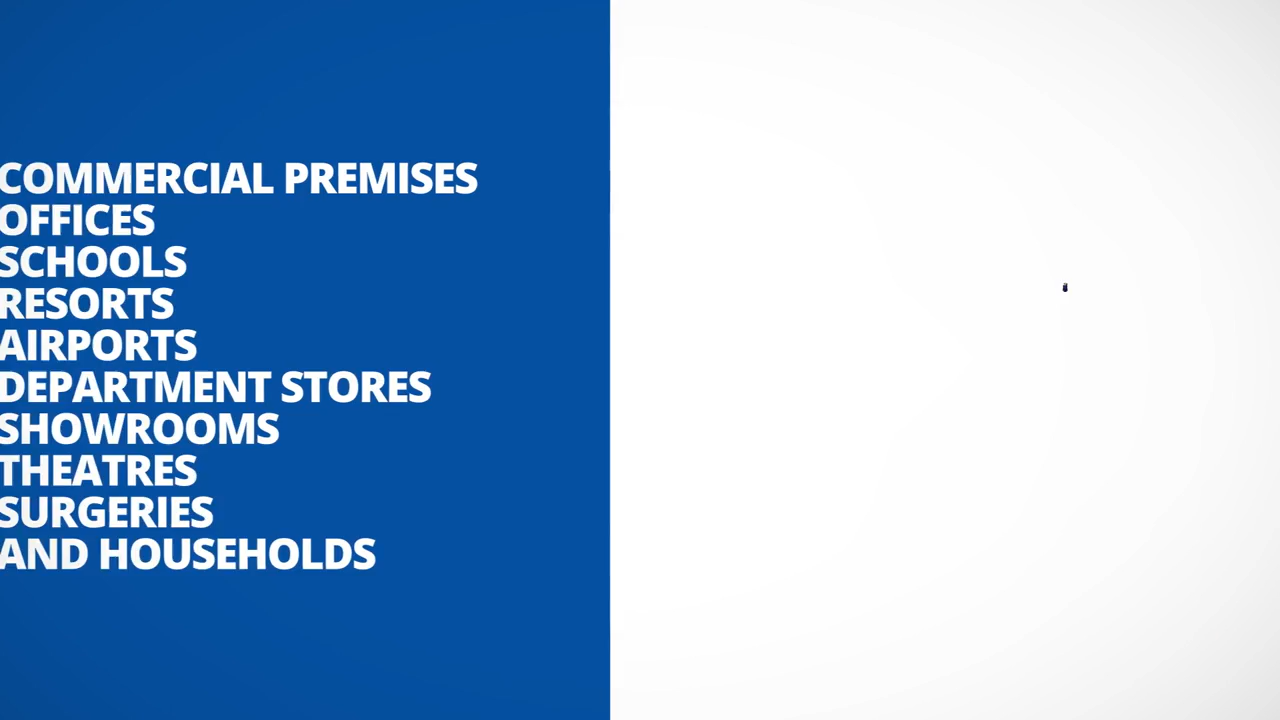 COMMERCIAL PREMISES
OFFICES
SCHOOLS
RESORTS
AIRPORTS
DEPARTMENT STORES
SHOWROOMS
THEATRES
SURGERIES
AND HOUSEHOLDS